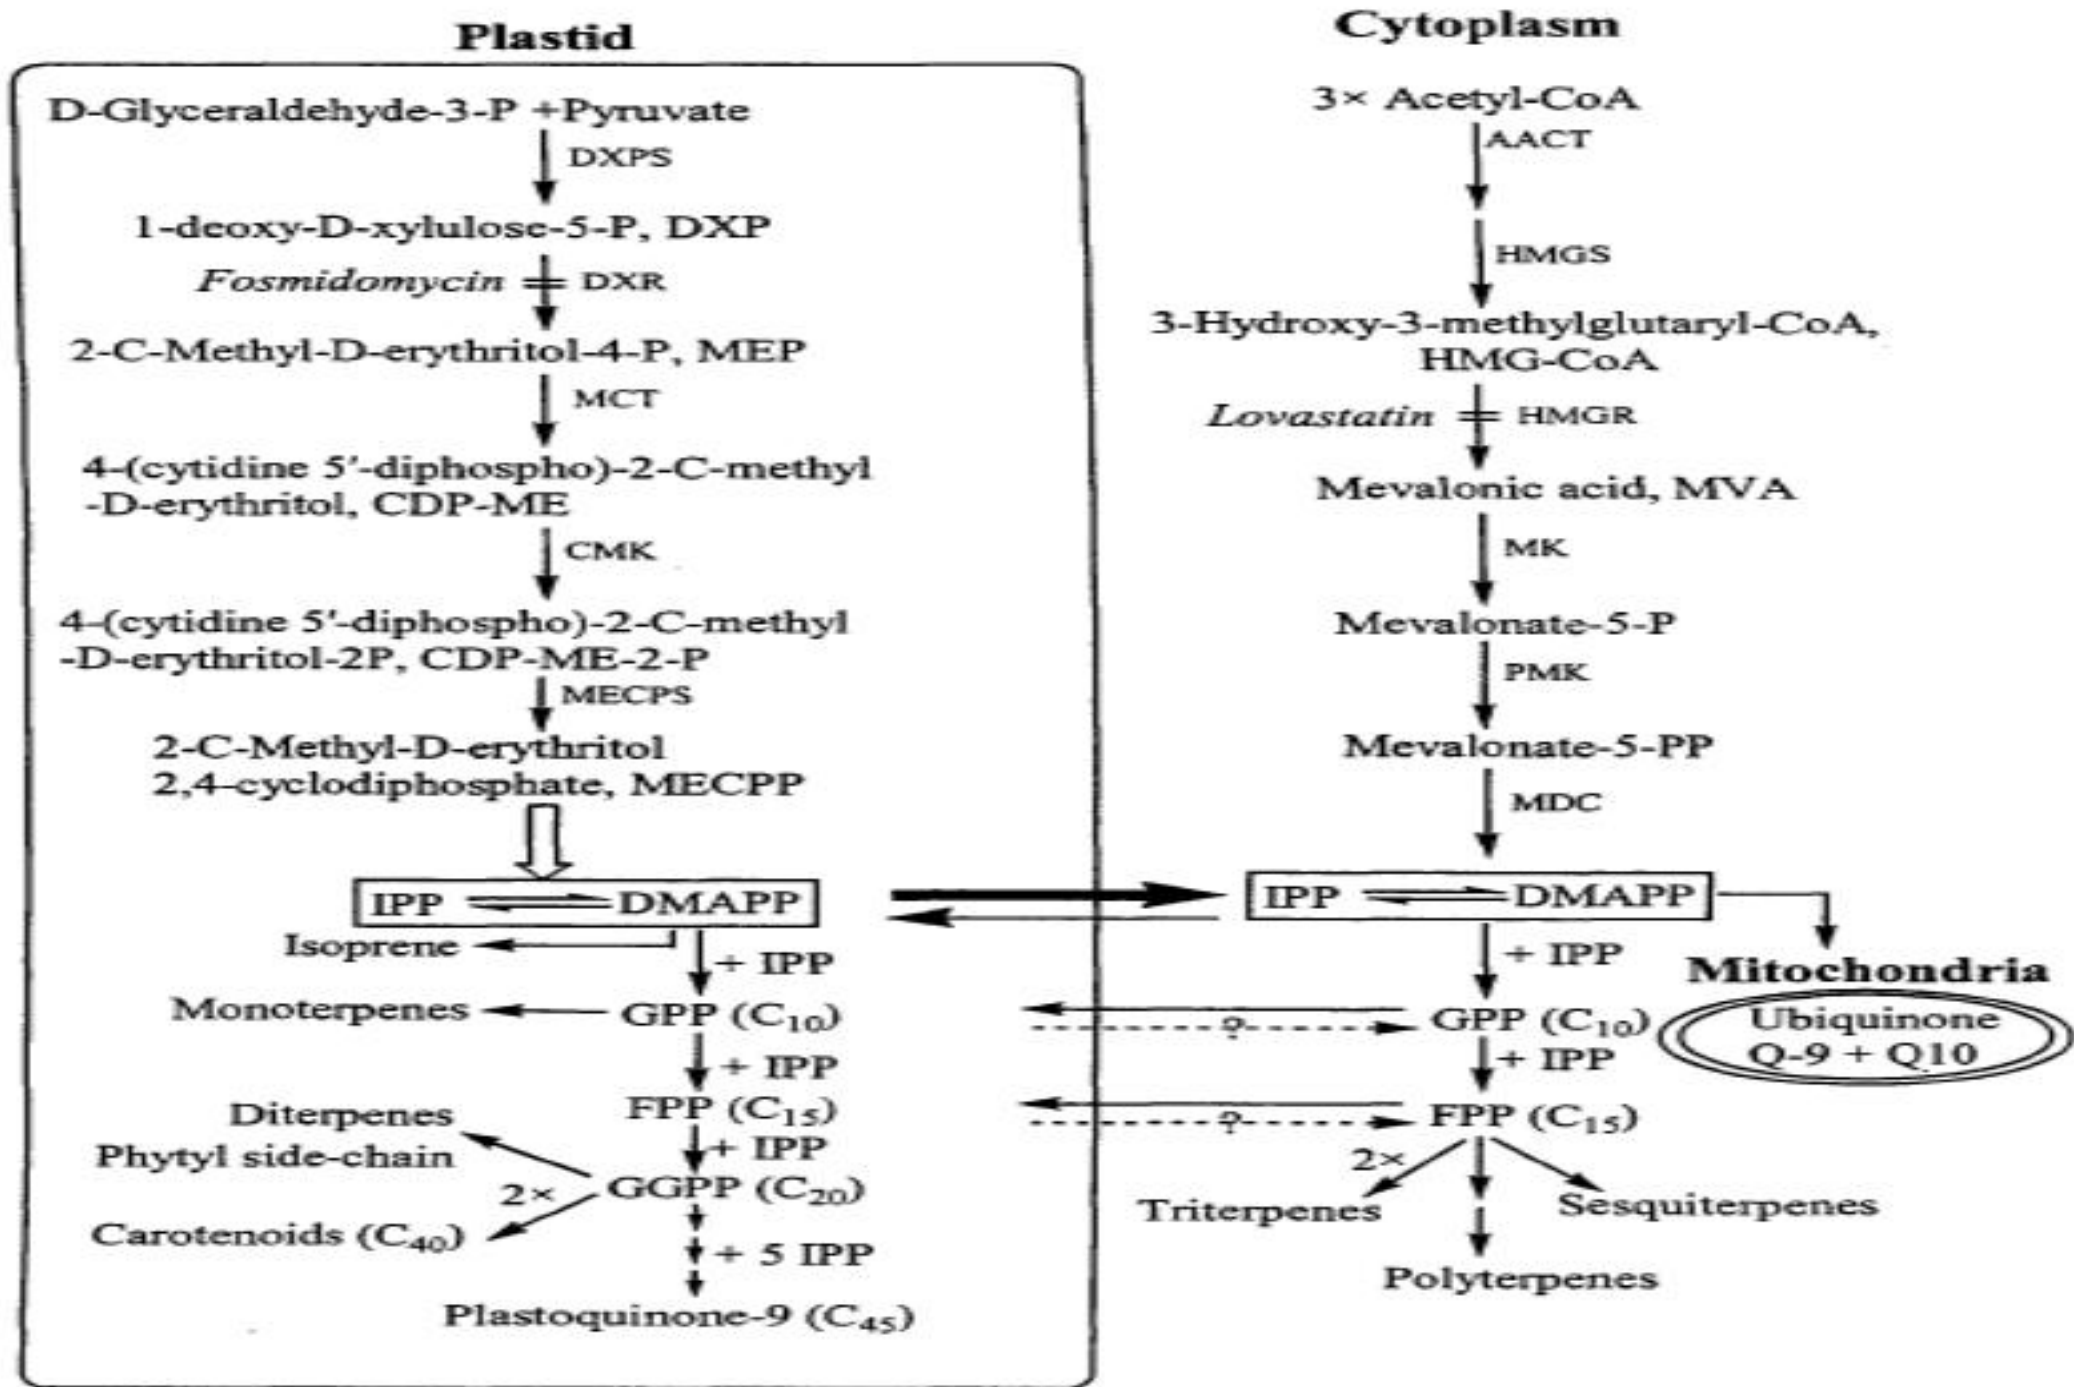 Plastid
D-Glyceraldehyde-3-P +Pyruvate
DXPS
1-deoxy-D-xylulose-5-P, DXP
Fosmidomycin
DXR
2-C-Methyl-D-erythritol-4-P, MEP
MCT
4-(cytidine 5'-diphospho)-2-C-methyl
-D-erythritol, CDP-ME
CMK
4-(cytidine 5'-diphospho)-2-C-methyl
-D-erythritol-2P, CDP-ME-2-P
MECPS
2-C-Methyl-D-erythritol
2,4-cyclodiphosphate, MECPP
IPP DMAPP
Isoprene
+ IPP
Monoterpenes
GPP (C10)
+ IPP
FPP (C15)
Diterpenes
+ IPP
Phytyl side-chain
2×
GGPP (C20)
Carotenoids (C40)
+ 5 IPP
Plastoquinone-9 (C45)
Cytoplasm
3× Acetyl-CoA
AACT
HMGS
3-Hydroxy-3-methylglutaryl-CoA,
HMG-CoA
Lovastatin
HMGR
Mevalonic acid, MVA
MK
Mevalonate-5-P
PMK
Mevalonate-5-PP
MDC
IPP DMAPP
+ IPP
Mitochondria
Ubiquinone
Q-9 + Q10
?
GPP (C10)
+ IPP
?
FPP (C15)
2×
Triterpenes
Sesquiterpenes
Polyterpenes